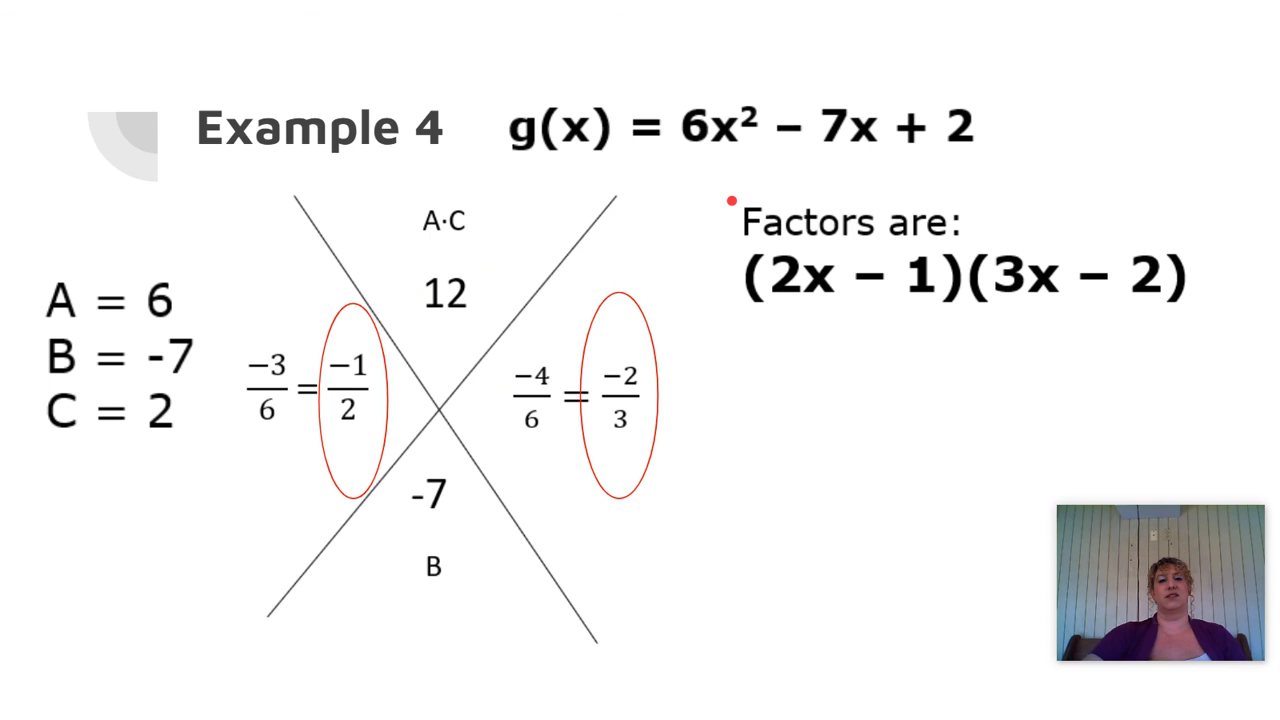 Example 4
g(x) = 6x² – 7x + 2
A·C
12
A = 6
B = -7
C = 2
−3/6 = −1/2
−4/6 = −2/3
-7
B
Factors are:
(2x – 1)(3x – 2)